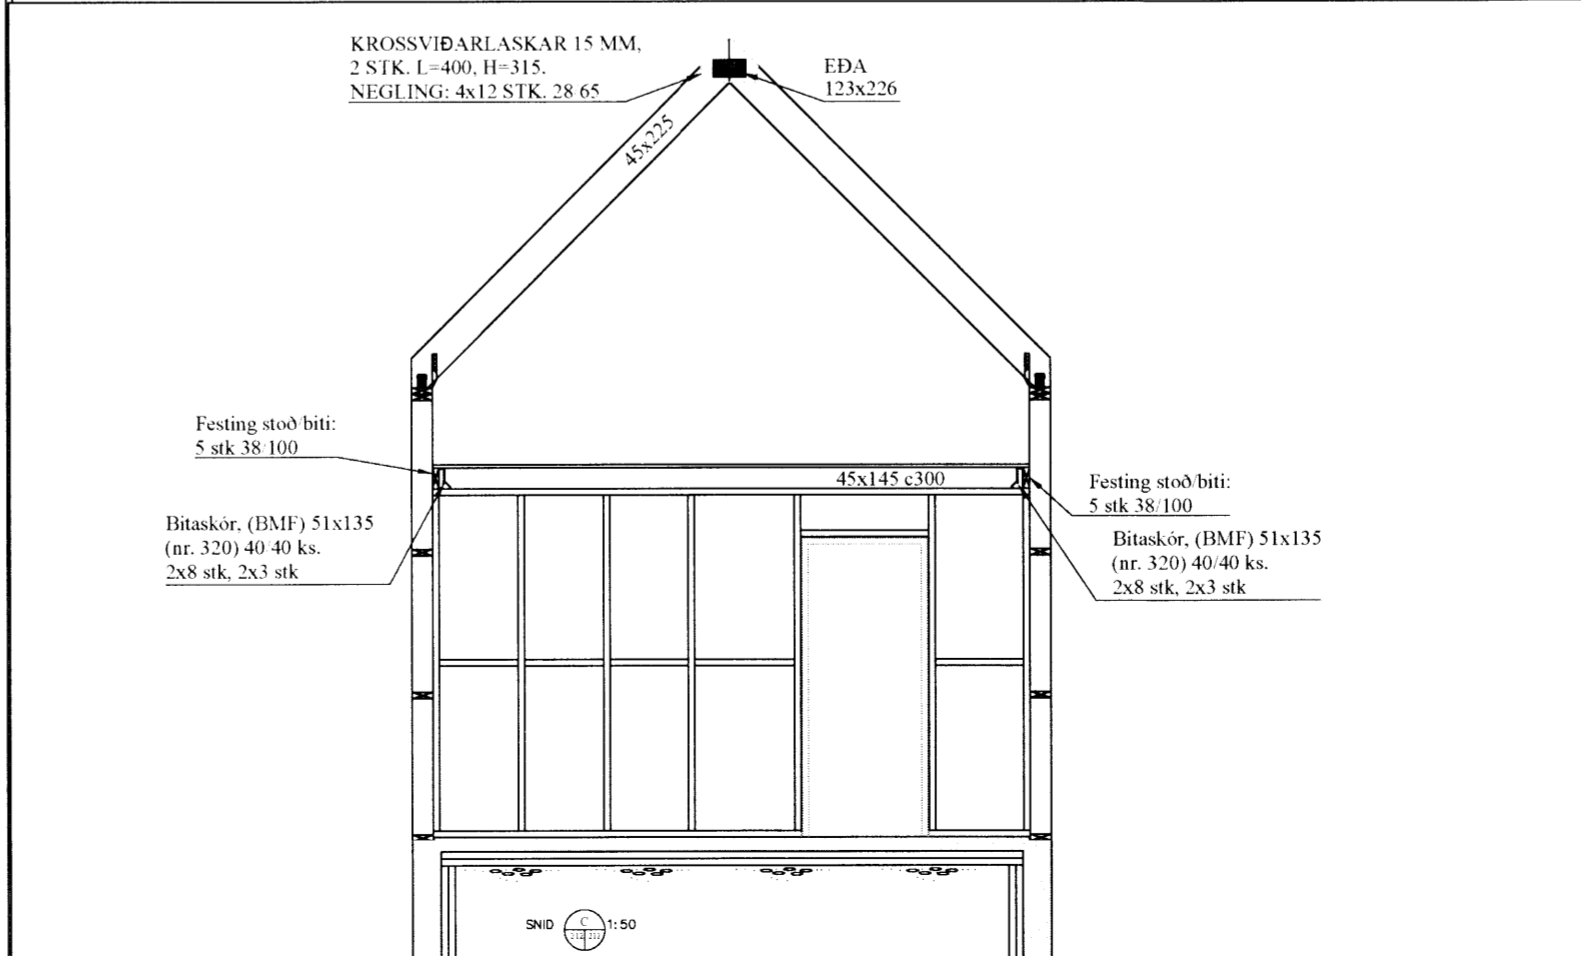 KROSSVIÐARLASKAR 15 MM,
2 STK. L=400, H=315.
NEGLING: 4x12 STK. 28/65
EÐA
123x226
45x225
Festing stoð/biti:
5 stk 38/100
45x145 c300
Festing stoð/biti:
5 stk 38/100
Bitaskór, (BMF) 51x135
(nr. 320) 40/40 ks.
2x8 stk, 2x3 stk
Bitaskór, (BMF) 51x135
(nr. 320) 40/40 ks.
2x8 stk, 2x3 stk
SNID C 1:50
212 212